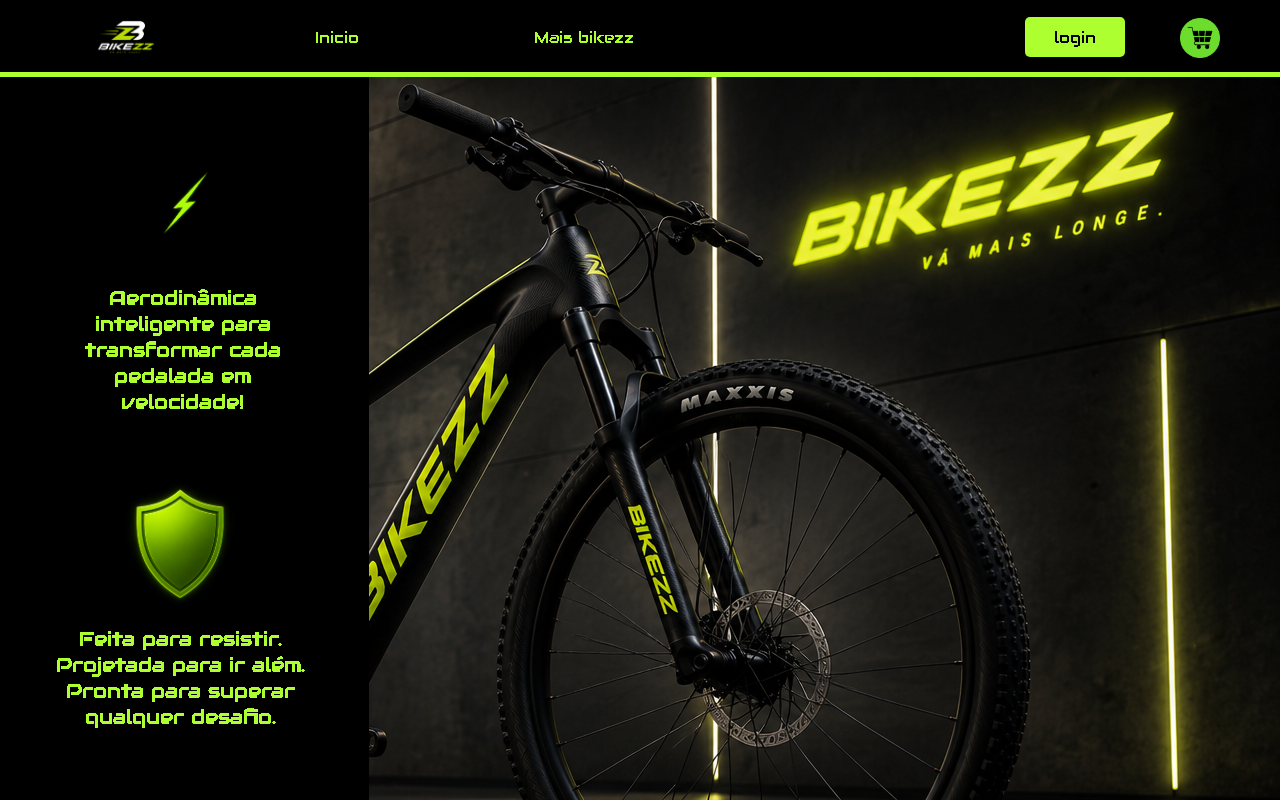 BIKEZZ
Inicio
Mais bikezz
login
Aerodinâmica
inteligente para
transformar cada
pedalada em
velocidade!
Feita para resistir.
Projetada para ir além.
Pronta para superar
qualquer desafio.
BIKEZZ
VÁ MAIS LONGE.
MAXXIS
BIKEZZ
BIKEZZ